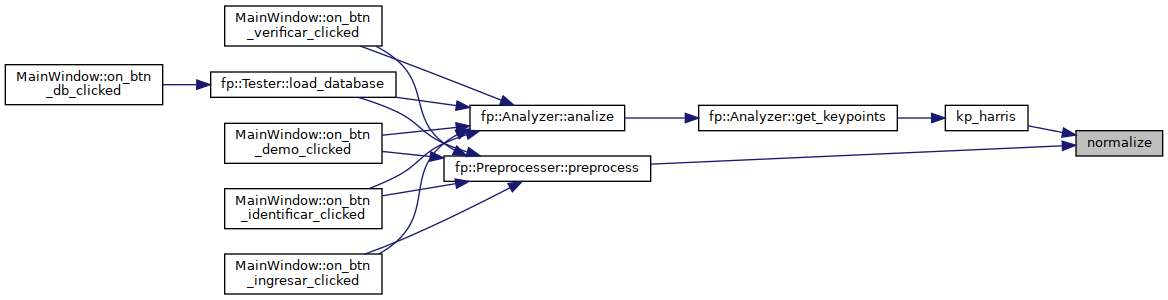 MainWindow::on_btn
_verificar_clicked
MainWindow::on_btn
_db_clicked
fp::Tester::load_database
MainWindow::on_btn
_demo_clicked
MainWindow::on_btn
_identificar_clicked
MainWindow::on_btn
_ingresar_clicked
fp::Analyzer::analize
fp::Preprocesser::preprocess
fp::Analyzer::get_keypoints
kp_harris
normalize